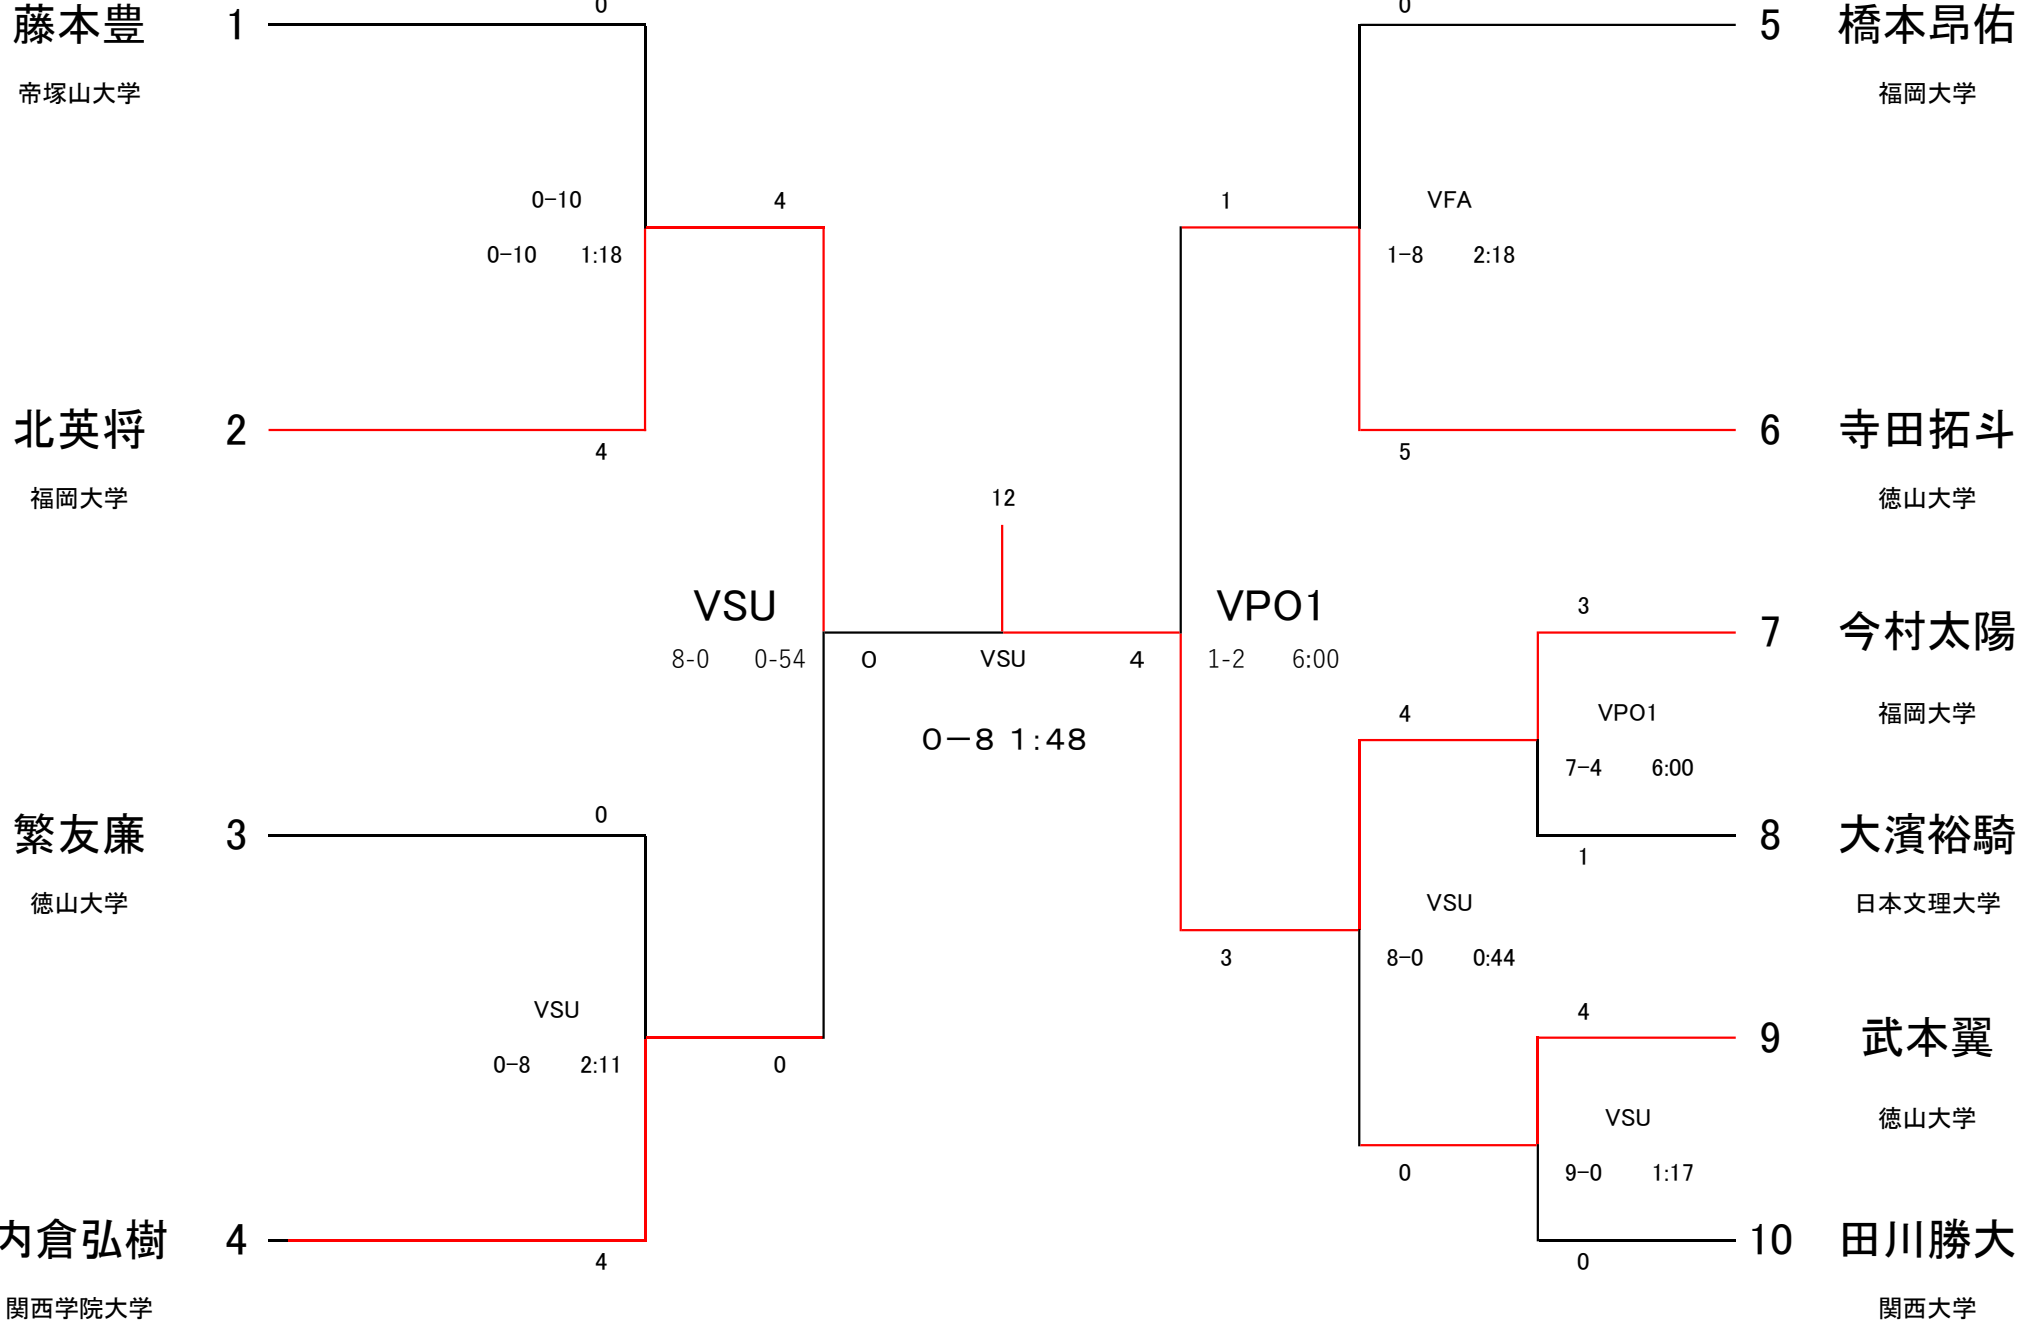 0
0
藤本豊 1
5 橋本昂佑
帝塚山大学
福岡大学
0-10
4
1
VFA
0-10 1:18
1-8 2:18
北英将 2
6 寺田拓斗
4
5
福岡大学
12
徳山大学
VSU
VPO1
3
7 今村太陽
8-0 0-54
0 VSU 4
1-2 6:00
4
VPO1
福岡大学
0-8 1:48
7-4 6:00
0
繁友廉 3
8 大濱裕騎
1
徳山大学
VSU
日本文理大学
3
8-0 0:44
VSU
4
9 武本翼
0-8 2:11
0
VSU
徳山大学
0
9-0 1:17
内倉弘樹 4
10 田川勝大
4
0
関西学院大学
関西大学